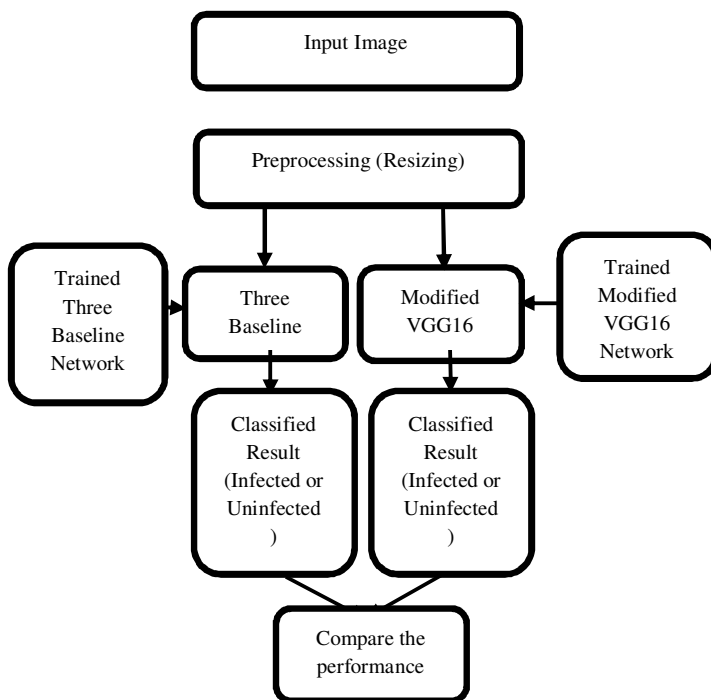 Input Image
Preprocessing (Resizing)
Trained
Three
Baseline
Network
Three
Baseline
Modified
VGG16
Trained
Modified
VGG16
Network
Classified
Result
(Infected or
Uninfected
)
Classified
Result
(Infected or
Uninfected
)
Compare the
performance